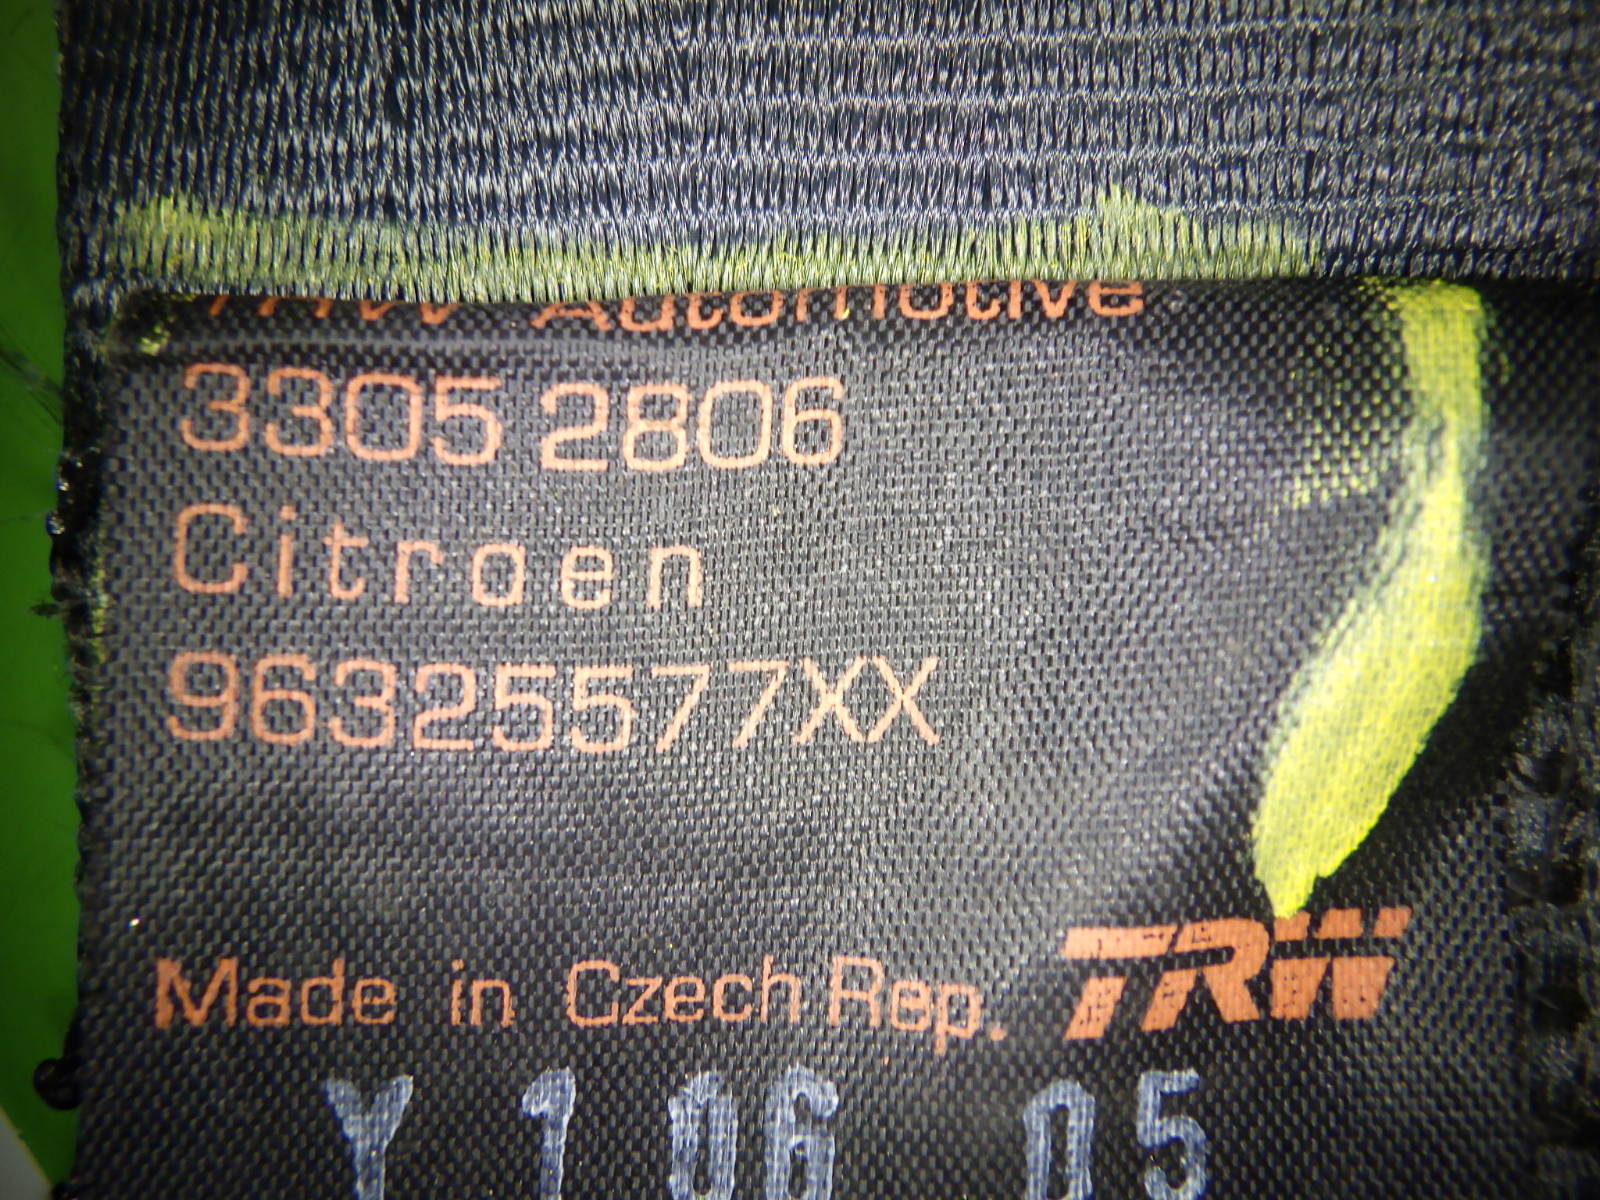 TRW Automotive
3305 2806
Citroen
96325577XX
Made in Czech Rep. TRW
Y 1 06 05